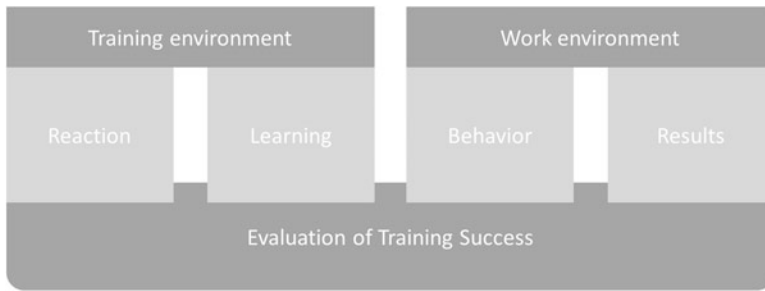 Training environment
Work environment
Reaction
Learning
Behavior
Results
Evaluation of Training Success